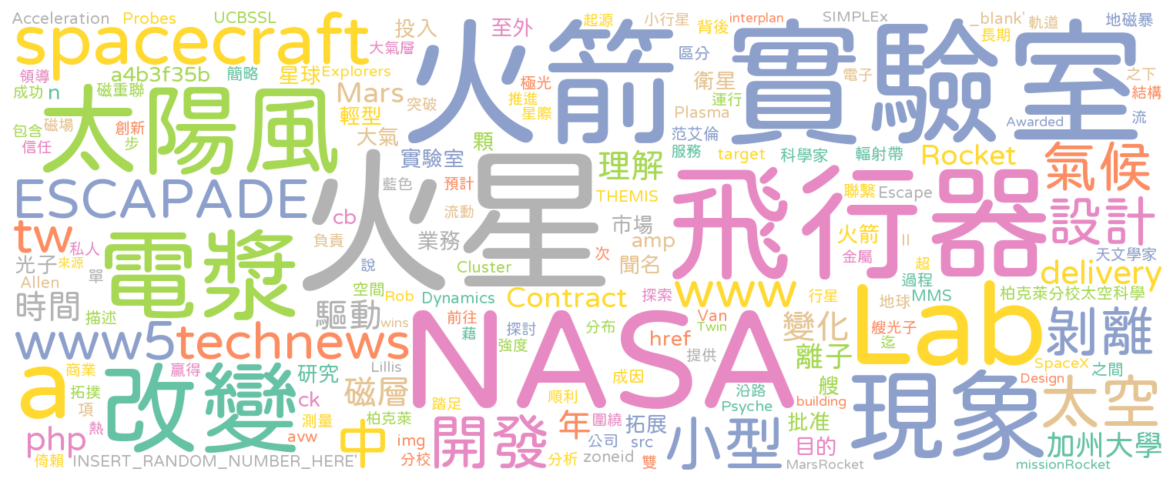 Acceleration Probes UCBSSL
spacecraft
大氣層
火箭
投入
至外
起源
小行星
背後
interplan
SIMPLEx
_blank'
軌道
地磁暴
長期
實驗室
區分
領導
a4b3f35b
簡略
星球
Explorers
成功
n
磁重聯
Mars
突破
極光
推進
星際
衛星
電子
運行
之下
結構
太陽風
輕型
Plasma
范艾倫
Awarded
流
包含
磁場
創新
信任
步
大氣
顆
服務
實驗室
理解
target
科學家
輻射帶
Rocket
氣候
ESCAPADE
火星
藍色
預計
THEMIS
飛行器
聯繫
Escape
設計
tw
私人
cb
流動
市場
火箭
II
負責
業務
次
amp
金屬
超
天文學家
電漿
光子
來源
單
說
聞名
過程
delivery
Allen
Cluster
www
時間
描述
空間
Rob
Dynamics
Contract
探索
行星
地球
MMS
柏克萊分校太空科學
驅動
wins
前往
藉
探討
分布
Van
Twin
變化
Lab
艘光子
迄
剝離
www5technews
NASA
強度
href
提供
離子
SpaceX
之間
a
商業
贏得
Lillis
成因
沿路
艘
Design
改變
拓撲
項
研究
磁層
踏足
順利
Psyche
building
現象
太空
熱
ck
測量
柏克萊
圍繞
拓展
批准
php
中
開發
年
小型
目的
加州大學
倚賴
'INSERT_RANDOM_NUMBER_HERE'
avw
img
分校
分析
公司
src
zoneid
雙
MarsRocket
missionRocket